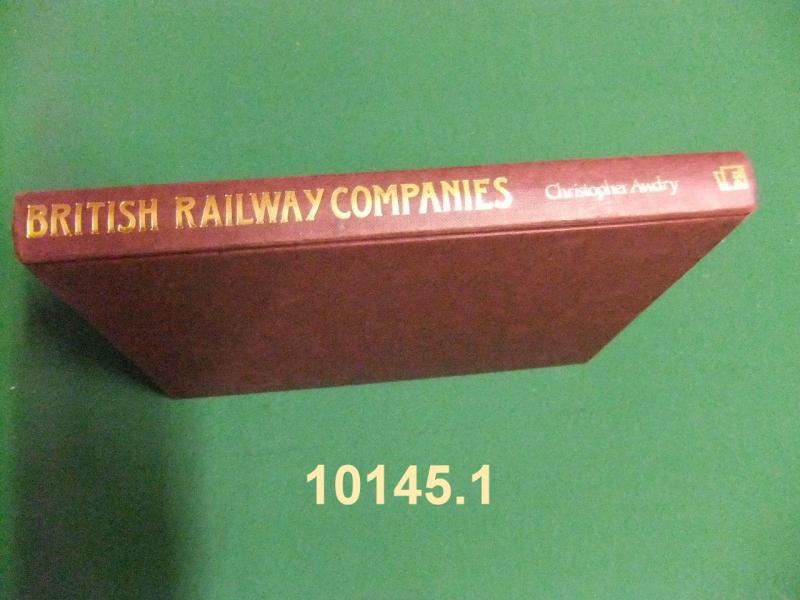 BRITISH RAILWAY COMPANIES Christopher Awdry
10145.1